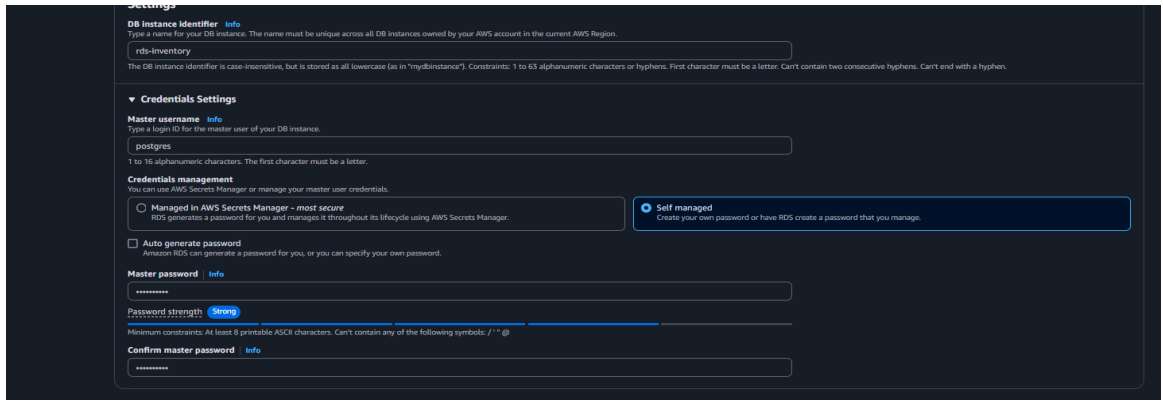 Settings
DB instance identifier Info
Type a name for your DB instance. The name must be unique across all DB instances owned by your AWS account in the current AWS Region.
rds-inventory
The DB instance identifier is case-insensitive, but is stored as all lowercase (as in "mydbinstance"). Constraints: 1 to 63 alphanumeric characters or hyphens. First character must be a letter. Can't contain two consecutive hyphens. Can't end with a hyphen.
▼ Credentials Settings
Master username Info
Type a login ID for the master user of your DB instance.
postgres
1 to 16 alphanumeric characters. The first character must be a letter.
Credentials management
You can use AWS Secrets Manager or manage your master user credentials.
Managed in AWS Secrets Manager - most secure
RDS generates a password for you and manages it throughout its lifecycle using AWS Secrets Manager.
Self managed
Create your own password or have RDS create a password that you manage.
Auto generate password
Amazon RDS can generate a password for you, or you can specify your own password.
Master password | Info
••••••••••
Password strength Strong
Minimum constraints: At least 8 printable ASCII characters. Can't contain any of the following symbols: / ' " @
Confirm master password | Info
••••••••••